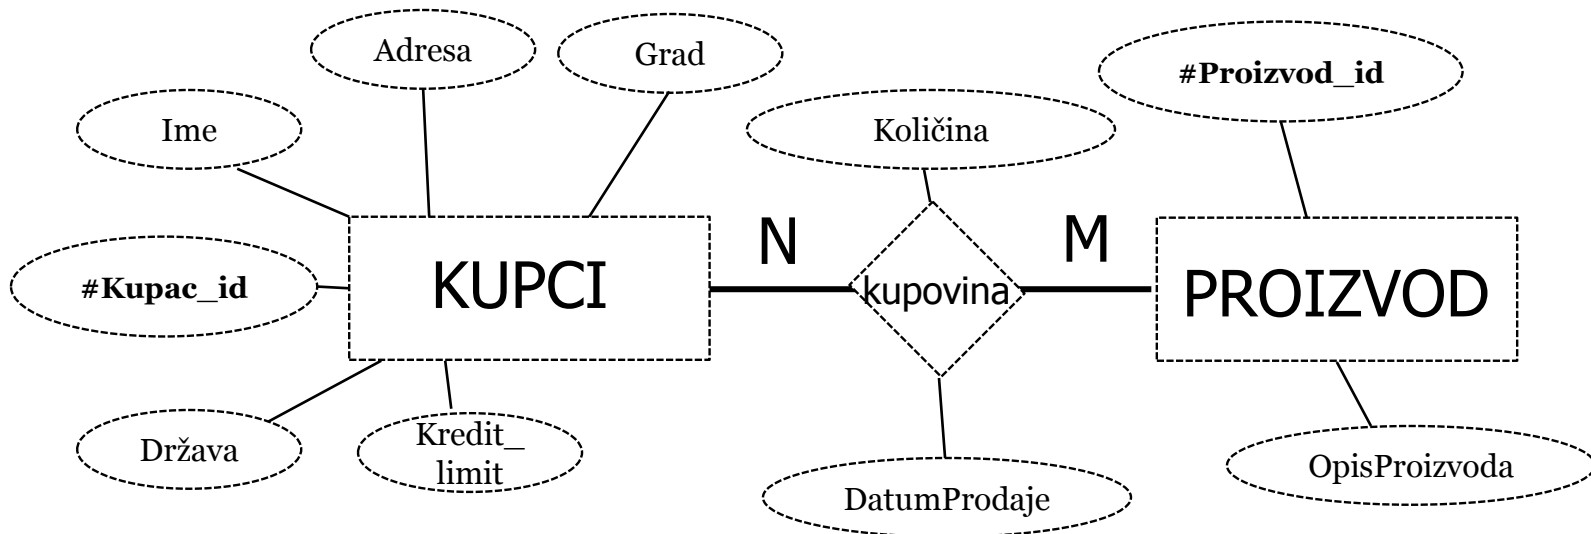 Adresa
Grad
#Proizvod_id
Ime
Količina
N
M
#Kupac_id
KUPCI
kupovina
PROIZVOD
Država
Kredit_
limit
OpisProizvoda
DatumProdaje